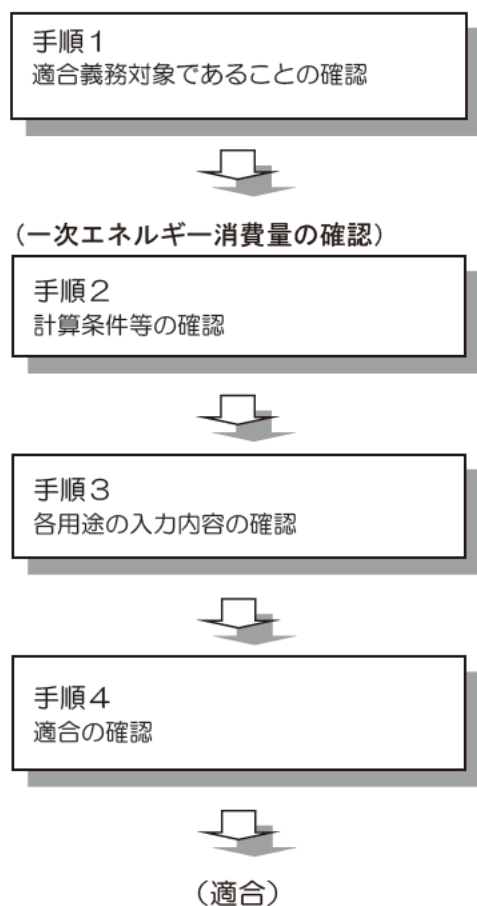 手順１
適合義務対象であることの確認
（一次エネルギー消費量の確認）
手順２
計算条件等の確認
手順３
各用途の入力内容の確認
手順４
適合の確認
（適合）